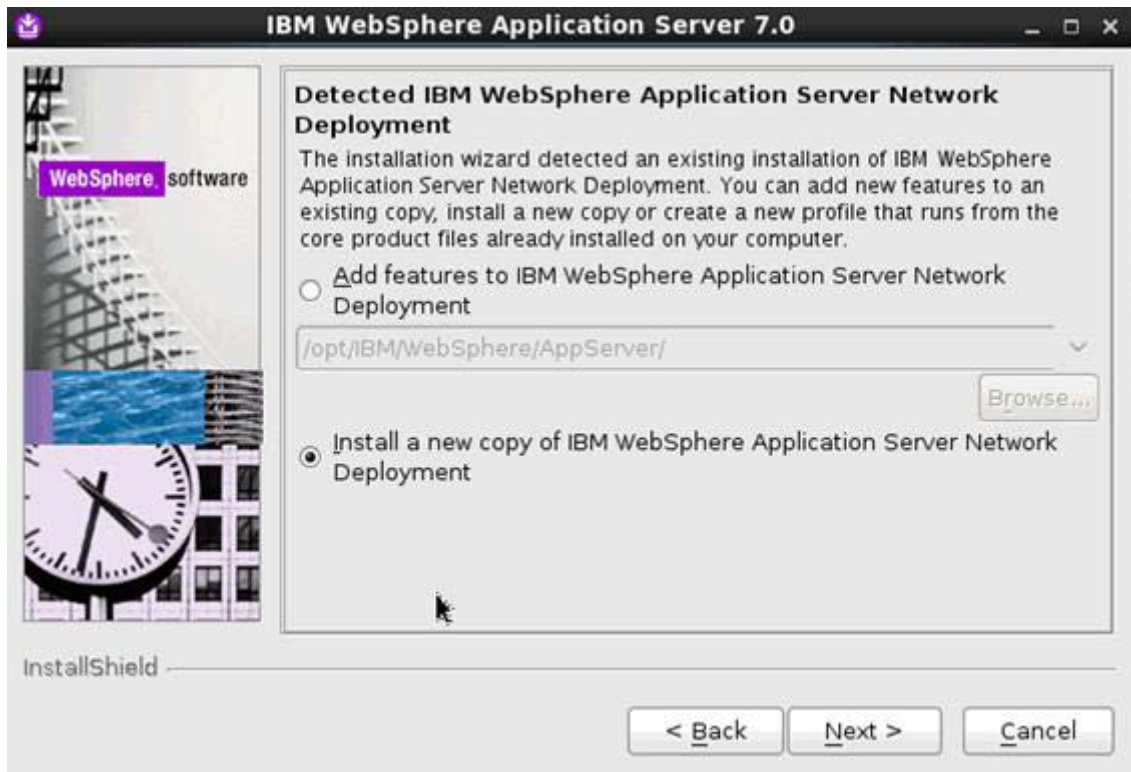 IBM WebSphere Application Server 7.0
WebSphere. software
Detected IBM WebSphere Application Server Network
Deployment
The installation wizard detected an existing installation of IBM WebSphere
Application Server Network Deployment. You can add new features to an
existing copy, install a new copy or create a new profile that runs from the
core product files already installed on your computer.
Add features to IBM WebSphere Application Server Network
Deployment
/opt/IBM/WebSphere/AppServer/
Browse...
Install a new copy of IBM WebSphere Application Server Network
Deployment
InstallShield
< Back Next > Cancel